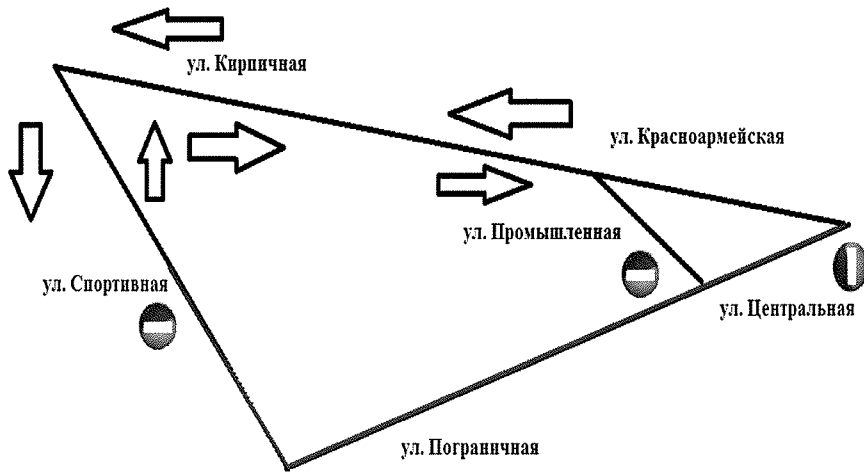 ул. Кирпичная
ул. Красноармейская
ул. Промышленная
ул. Спортивная
ул. Центральная
ул. Пограничная